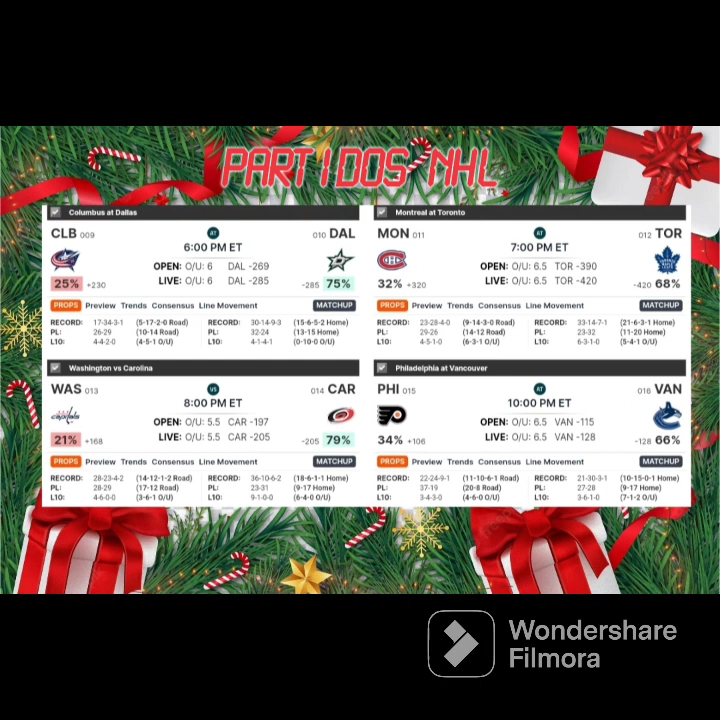 PARTIDOS NHL
Columbus at Dallas
CLB 009
AT
010 DAL
6:00 PM ET
OPEN: O/U: 6 DAL -269
LIVE: O/U: 6 DAL -285
25% +230
-285 75%
PROPS Preview Trends Consensus Line Movement MATCHUP
RECORD: 17-34-3-1 (5-17-2-0 Road) RECORD: 30-14-9-3 (15-6-5-2 Home)
PL: 26-29 (10-14 Road) PL: 32-24 (13-15 Home)
L10: 4-4-2-0 (4-5-1 O/U) L10: 4-1-4-1 (0-10-0 O/U)
Montreal at Toronto
MON 011
AT
012 TOR
7:00 PM ET
OPEN: O/U: 6.5 TOR -390
LIVE: O/U: 6.5 TOR -420
32% +320
-420 68%
PROPS Preview Trends Consensus Line Movement MATCHUP
RECORD: 23-28-4-0 (9-14-3-0 Road) RECORD: 33-14-7-1 (21-6-3-1 Home)
PL: 29-26 (14-12 Road) PL: 23-32 (11-20 Home)
L10: 4-5-1-0 (6-3-1 O/U) L10: 6-3-1-0 (5-4-1 O/U)
Washington vs Carolina
WAS 013
VS
014 CAR
8:00 PM ET
OPEN: O/U: 5.5 CAR -197
LIVE: O/U: 5.5 CAR -205
capitals
21% +168
-205 79%
PROPS Preview Trends Consensus Line Movement MATCHUP
RECORD: 28-23-4-2 (14-12-1-2 Road) RECORD: 36-10-6-2 (18-6-1-1 Home)
PL: 28-29 (17-12 Road) PL: 23-31 (9-17 Home)
L10: 4-6-0-0 (3-6-1 O/U) L10: 9-1-0-0 (6-4-0 O/U)
Philadelphia at Vancouver
PHI 015
AT
016 VAN
10:00 PM ET
OPEN: O/U: 6.5 VAN -115
LIVE: O/U: 6.5 VAN -128
34% +106
-128 66%
PROPS Preview Trends Consensus Line Movement MATCHUP
RECORD: 22-24-9-1 (11-10-6-1 Road) RECORD: 21-30-3-1 (10-15-0-1 Home)
PL: 37-19 (20-8 Road) PL: 27-28 (9-17 Home)
L10: 3-4-3-0 (4-6-0 O/U) L10: 3-6-1-0 (7-1-2 O/U)
Wondershare
Filmora